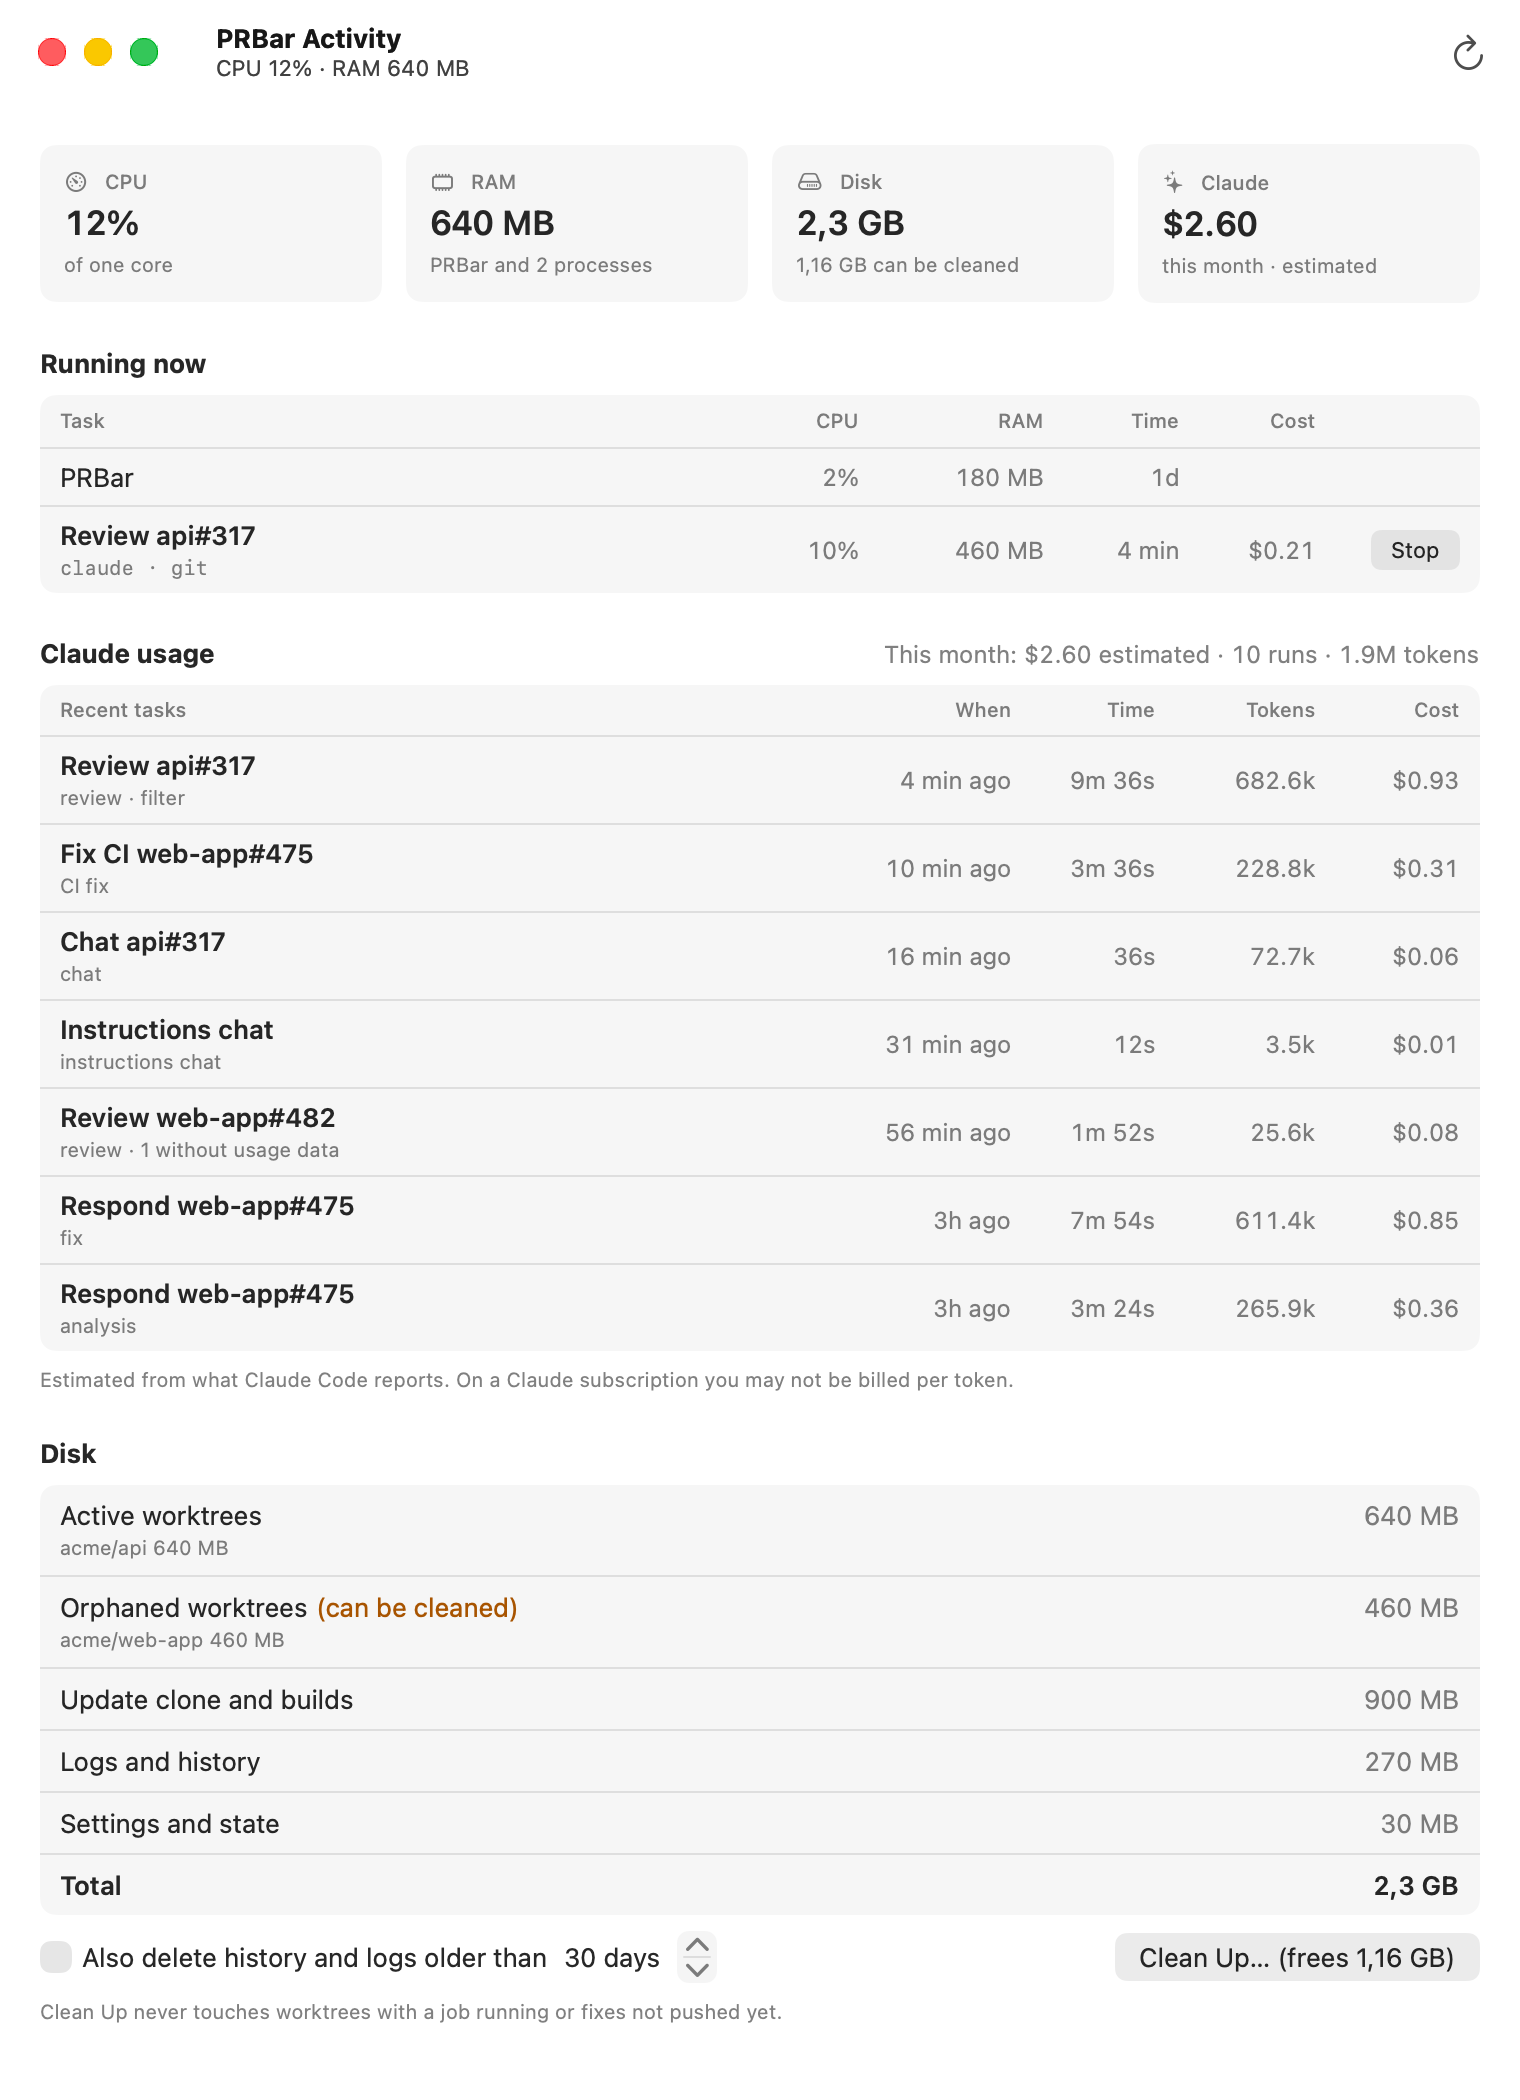 PRBar Activity
CPU 12% · RAM 640 MB
CPU
12%
of one core
RAM
640 MB
PRBar and 2 processes
Disk
2,3 GB
1,16 GB can be cleaned
Claude
$2.60
this month · estimated
Running now
Task CPU RAM Time Cost
PRBar 2% 180 MB 1d
Review api#317
claude · git
10% 460 MB 4 min $0.21 Stop
Claude usage
This month: $2.60 estimated · 10 runs · 1.9M tokens
Recent tasks When Time Tokens Cost
Review api#317
review · filter
4 min ago 9m 36s 682.6k $0.93
Fix CI web-app#475
CI fix
10 min ago 3m 36s 228.8k $0.31
Chat api#317
chat
16 min ago 36s 72.7k $0.06
Instructions chat
instructions chat
31 min ago 12s 3.5k $0.01
Review web-app#482
review · 1 without usage data
56 min ago 1m 52s 25.6k $0.08
Respond web-app#475
fix
3h ago 7m 54s 611.4k $0.85
Respond web-app#475
analysis
3h ago 3m 24s 265.9k $0.36
Estimated from what Claude Code reports. On a Claude subscription you may not be billed per token.
Disk
Active worktrees 640 MB
acme/api 640 MB
Orphaned worktrees (can be cleaned) 460 MB
acme/web-app 460 MB
Update clone and builds 900 MB
Logs and history 270 MB
Settings and state 30 MB
Total 2,3 GB
Also delete history and logs older than 30 days
Clean Up... (frees 1,16 GB)
Clean Up never touches worktrees with a job running or fixes not pushed yet.